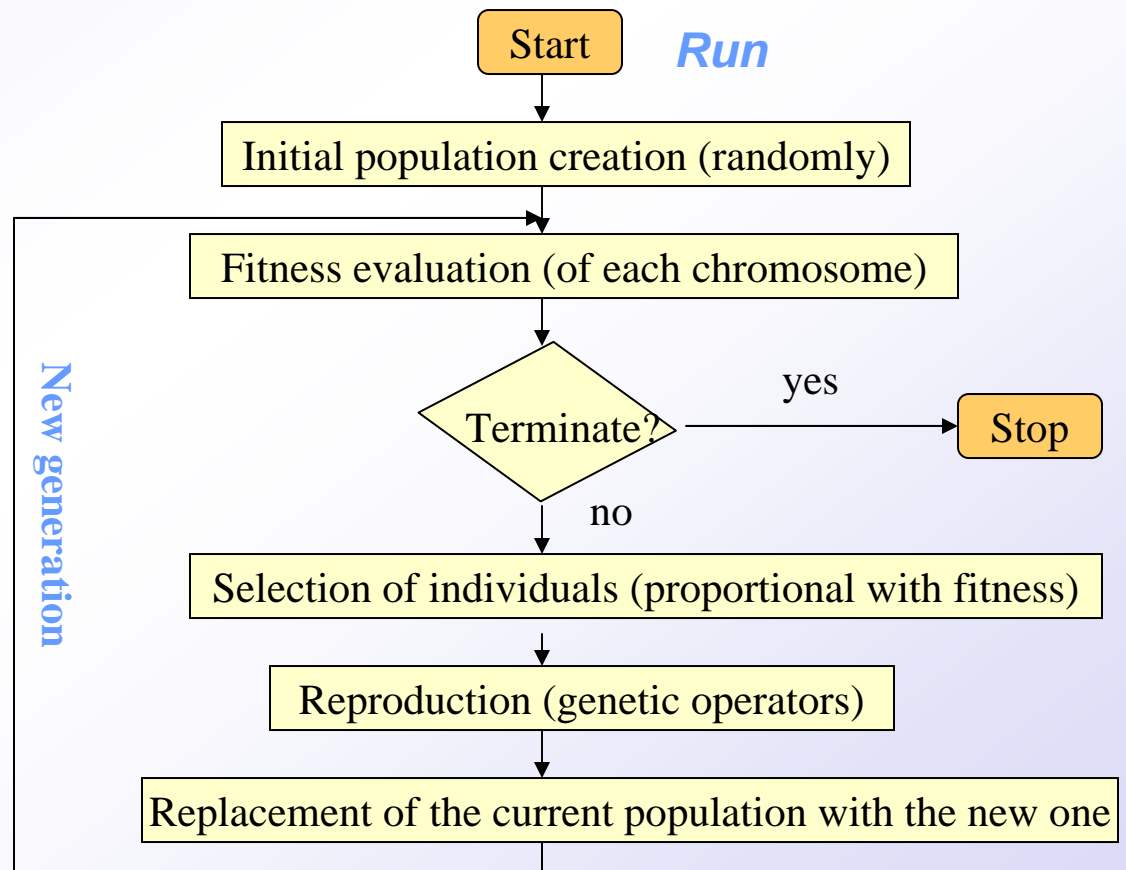 Start
Run
Initial population creation (randomly)
Fitness evaluation (of each chromosome)
Terminate?
yes
Stop
no
New generation
Selection of individuals (proportional with fitness)
Reproduction (genetic operators)
Replacement of the current population with the new one